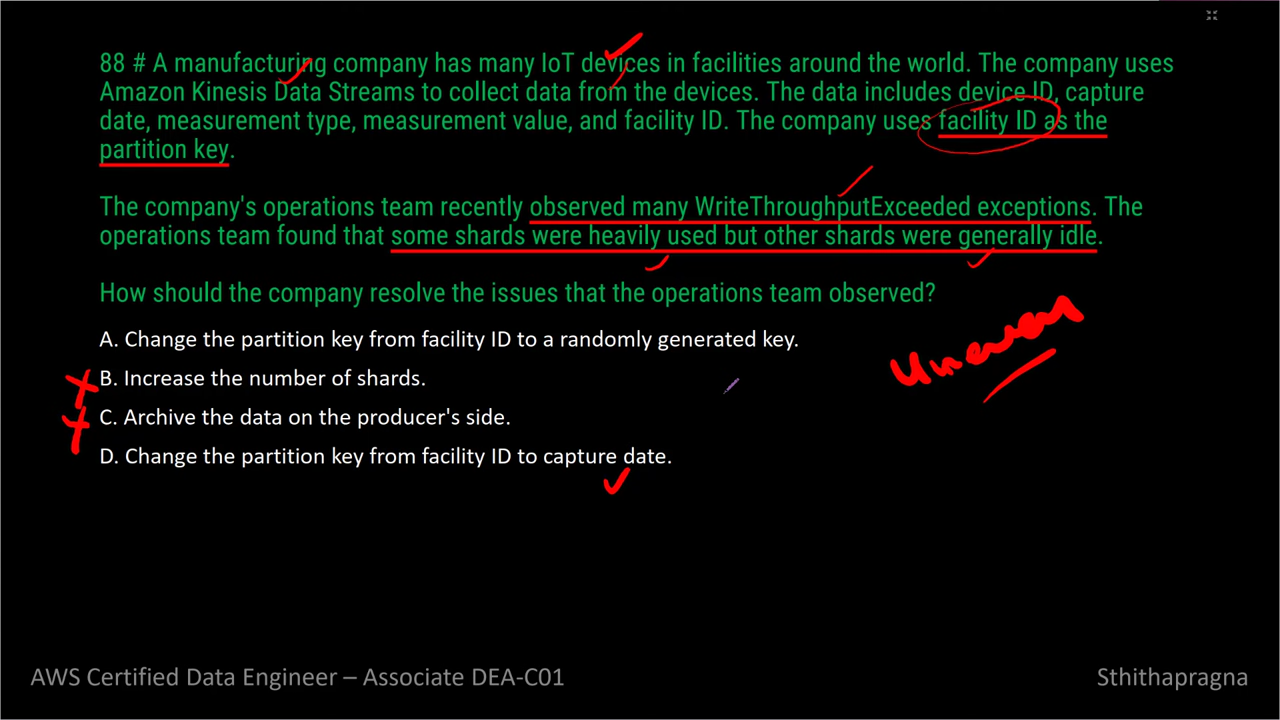 88 # A manufacturing company has many IoT devices in facilities around the world. The company uses
Amazon Kinesis Data Streams to collect data from the devices. The data includes device ID, capture
date, measurement type, measurement value, and facility ID. The company uses facility ID as the
partition key.
The company's operations team recently observed many WriteThroughputExceeded exceptions. The
operations team found that some shards were heavily used but other shards were generally idle.
How should the company resolve the issues that the operations team observed?
A. Change the partition key from facility ID to a randomly generated key.
B. Increase the number of shards.
C. Archive the data on the producer's side.
D. Change the partition key from facility ID to capture date.
AWS Certified Data Engineer – Associate DEA-C01
Sthithapragna